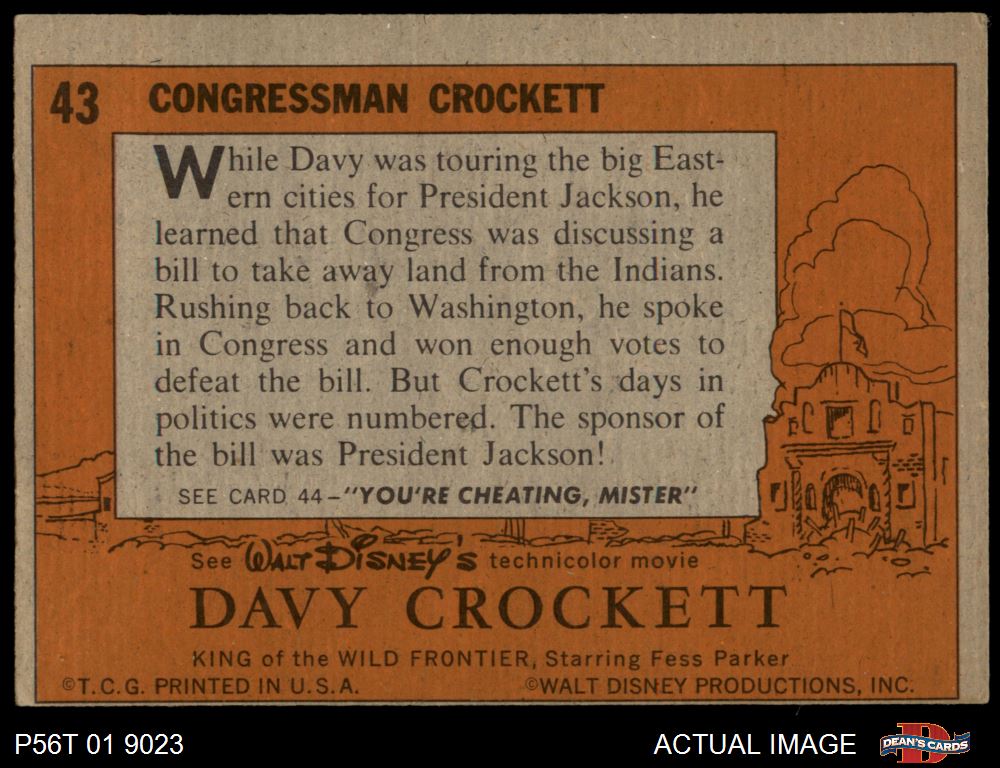 43 CONGRESSMAN CROCKETT
While Davy was touring the big East-
ern cities for President Jackson, he
learned that Congress was discussing a
bill to take away land from the Indians.
Rushing back to Washington, he spoke
in Congress and won enough votes to
defeat the bill. But Crockett's days in
politics were numbered. The sponsor of
the bill was President Jackson!
SEE CARD 44-"YOU'RE CHEATING, MISTER"
See WALT DISNEY'S technicolor movie
DAVY CROCKETT
KING of the WILD FRONTIER, Starring Fess Parker
©T.C.G. PRINTED IN U.S.A. ©WALT DISNEY PRODUCTIONS, INC.
P56T 01 9023 ACTUAL IMAGE D DEAN'S CARDS